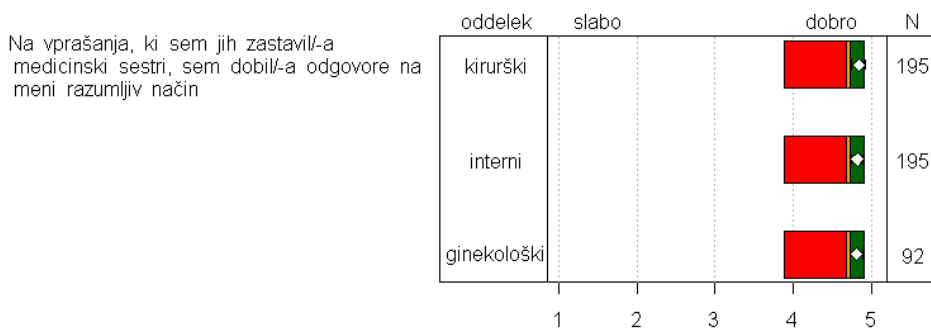 oddelek slabo dobro N
Na vprašanja, ki sem jih zastavil/-a
medicinski sestri, sem dobil/-a odgovore na
meni razumljiv način
kirurški 195
interni 195
ginekološki 92
1 2 3 4 5